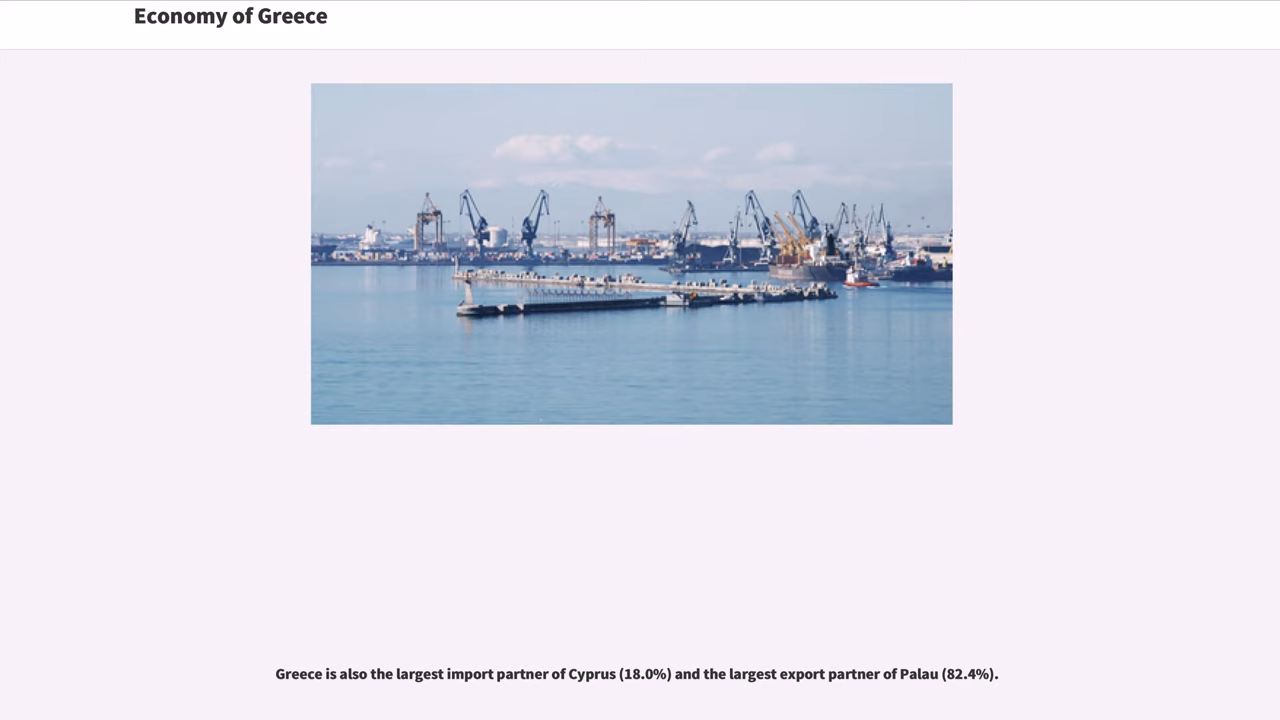 Economy of Greece
Greece is also the largest import partner of Cyprus (18.0%) and the largest export partner of Palau (82.4%).